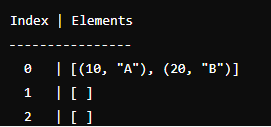 Index | Elements
----------------
0 | [(10, "A"), (20, "B")]
1 | [ ]
2 | [ ]